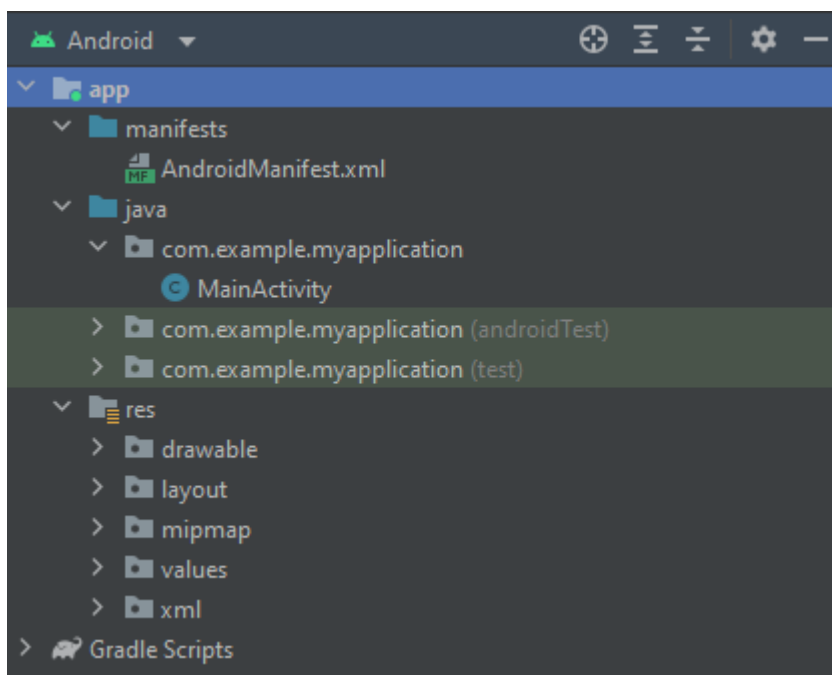 Android
app
manifests
MF AndroidManifest.xml
java
com.example.myapplication
C MainActivity
com.example.myapplication (androidTest)
com.example.myapplication (test)
res
drawable
layout
mipmap
values
xml
Gradle Scripts